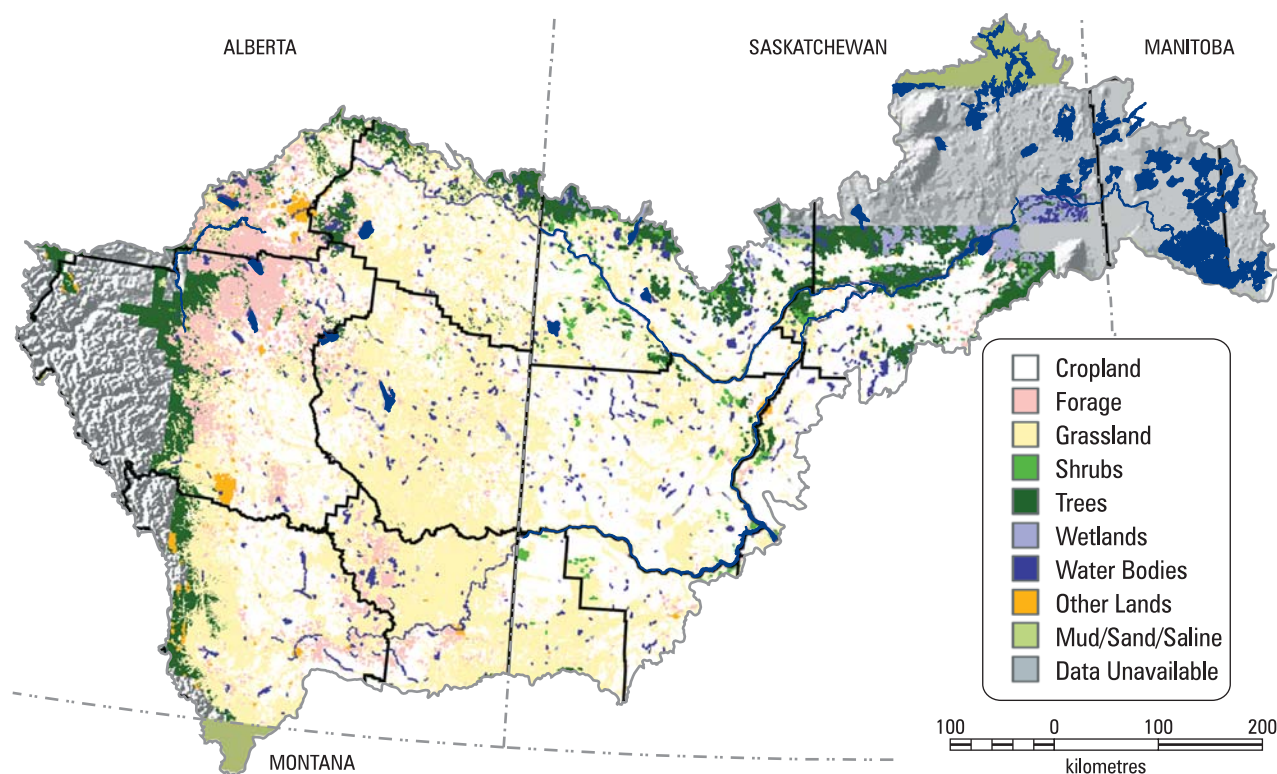 ALBERTA
SASKATCHEWAN
MANITOBA
Cropland
Forage
Grassland
Shrubs
Trees
Wetlands
Water Bodies
Other Lands
Mud/Sand/Saline
Data Unavailable
100 0 100 200
kilometres
MONTANA